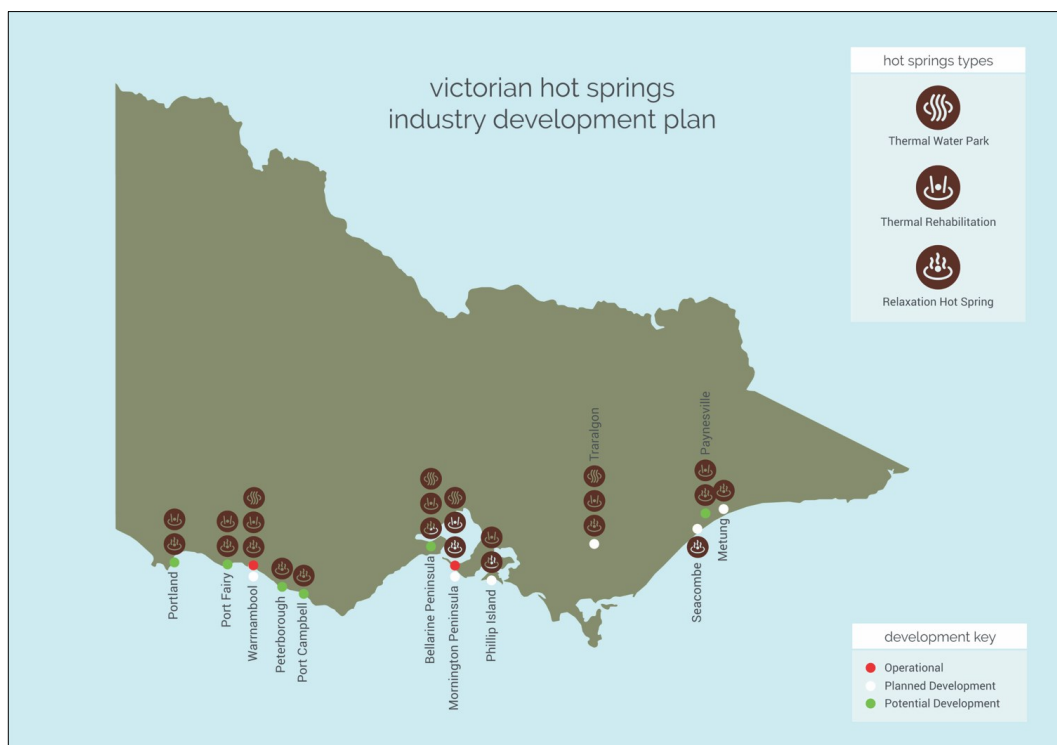 victorian hot springs
industry development plan
hot springs types
Thermal Water Park
Thermal Rehabilitation
Relaxation Hot Spring
Portland
Port Fairy
Warrnambool
Peterborough
Port Campbell
Bellarine Peninsula
Mornington Peninsula
Phillip Island
Traralgon
Seacombe
Paynesville
Metung
development key
Operational
Planned Development
Potential Development